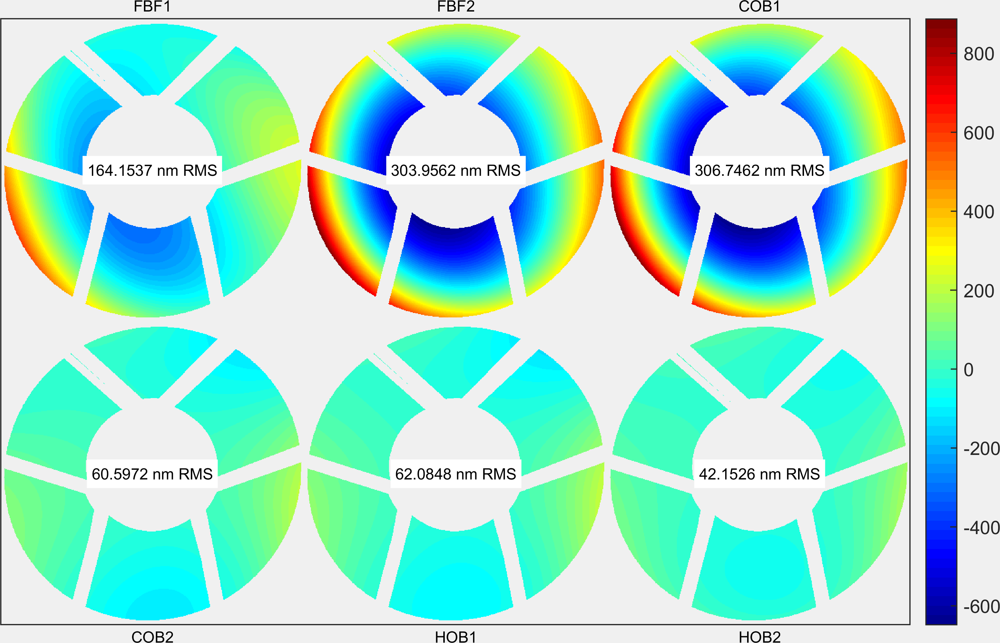 FBF1
FBF2
COB1
164.1537 nm RMS
303.9562 nm RMS
306.7462 nm RMS
60.5972 nm RMS
62.0848 nm RMS
42.1526 nm RMS
COB2
HOB1
HOB2
800
600
400
200
0
-200
-400
-600